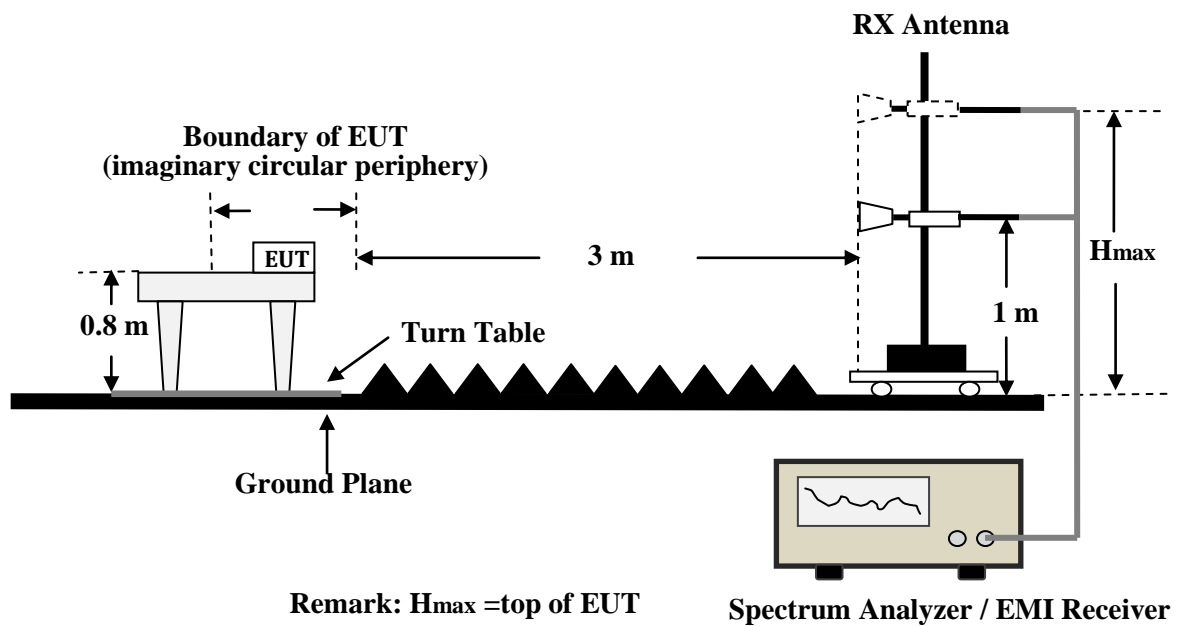 RX Antenna
Boundary of EUT
(imaginary circular periphery)
EUT
3 m
Hmax
0.8 m
1 m
Turn Table
Ground Plane
Remark: Hmax =top of EUT
Spectrum Analyzer / EMI Receiver